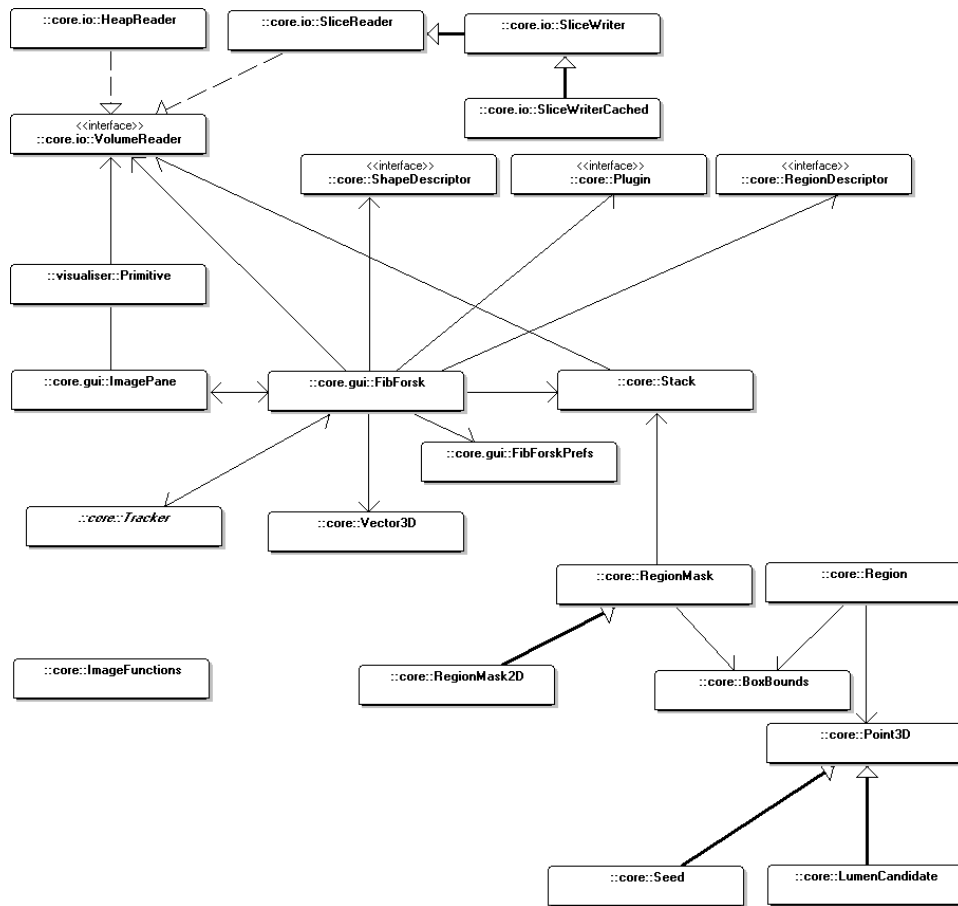 ::core.io::HeapReader
::core.io::SliceReader
::core.io::SliceWriter
::core.io::SliceWriterCached
<<interface>>
::core.io::VolumeReader
<<interface>>
::core::ShapeDescriptor
<<interface>>
::core::Plugin
<<interface>>
::core::RegionDescriptor
::visualiser::Primitive
::core.gui::ImagePane
::core.gui::FibForsk
::core::Stack
::core.gui::FibForskPrefs
::core::Tracker
::core::Vector3D
::core::RegionMask
::core::Region
::core::ImageFunctions
::core::RegionMask2D
::core::BoxBounds
::core::Point3D
::core::Seed
::core::LumenCandidate